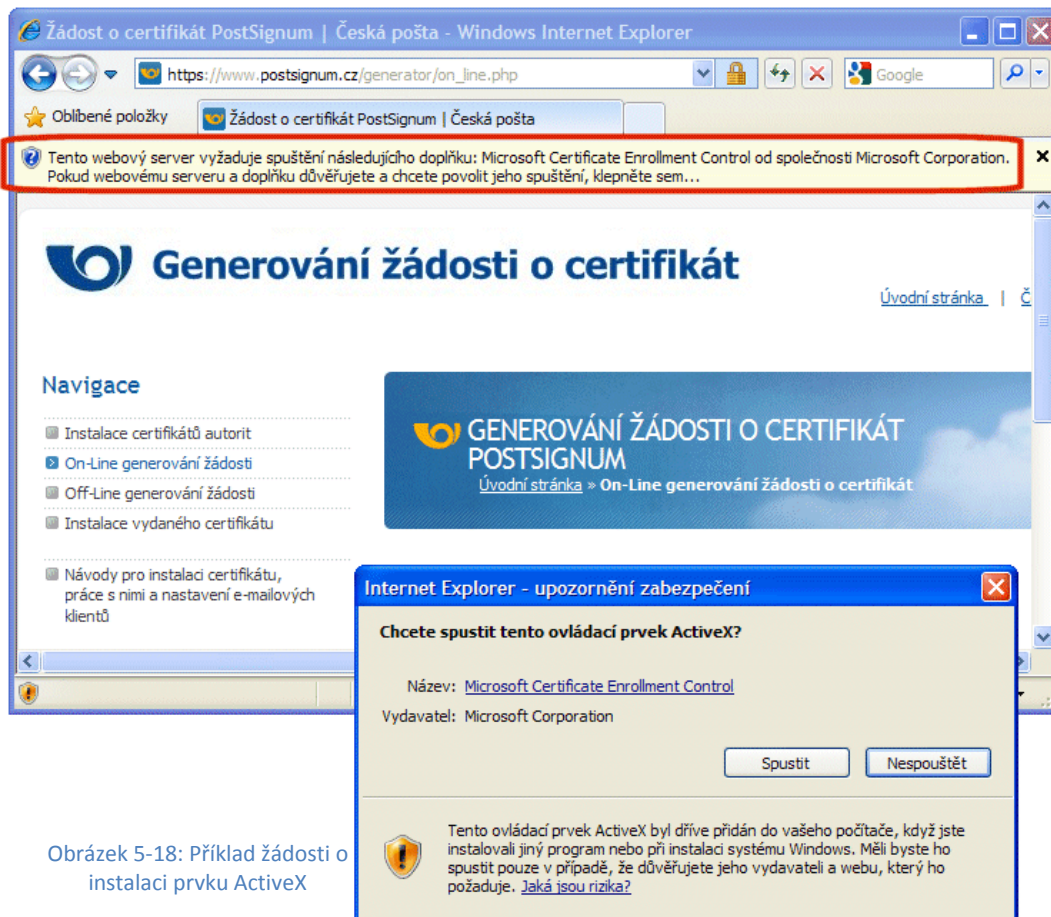 Žádost o certifikát PostSignum | Česká pošta - Windows Internet Explorer
https://www.postsignum.cz/generator/on_line.php
Google
Oblíbené položky
Žádost o certifikát PostSignum | Česká pošta
Tento webový server vyžaduje spuštění následujícího doplňku: Microsoft Certificate Enrollment Control od společnosti Microsoft Corporation.
Pokud webovému serveru a doplňku důvěřujete a chcete povolit jeho spuštění, klepněte sem...
Generování žádosti o certifikát
Úvodní stránka | Č
Navigace
Instalace certifikátů autorit
On-Line generování žádosti
Off-Line generování žádosti
Instalace vydaného certifikátu
Návody pro instalaci certifikátu,
práce s nimi a nastavení e-mailových
klientů
GENEROVÁNÍ ŽÁDOSTI O CERTIFIKÁT
POSTSIGNUM
Úvodní stránka » On-Line generování žádosti o certifikát
Internet Explorer - upozornění zabezpečení
Chcete spustit tento ovládací prvek ActiveX?
Název: Microsoft Certificate Enrollment Control
Vydavatel: Microsoft Corporation
Spustit
Nespouštět
Tento ovládací prvek ActiveX byl dříve přidán do vašeho počítače, když jste
instalovali jiný program nebo při instalaci systému Windows. Měli byste ho
spustit pouze v případě, že důvěřujete jeho vydavateli a webu, který ho
požaduje. Jaká jsou rizika?
Obrázek 5-18: Příklad žádosti o
instalaci prvku ActiveX